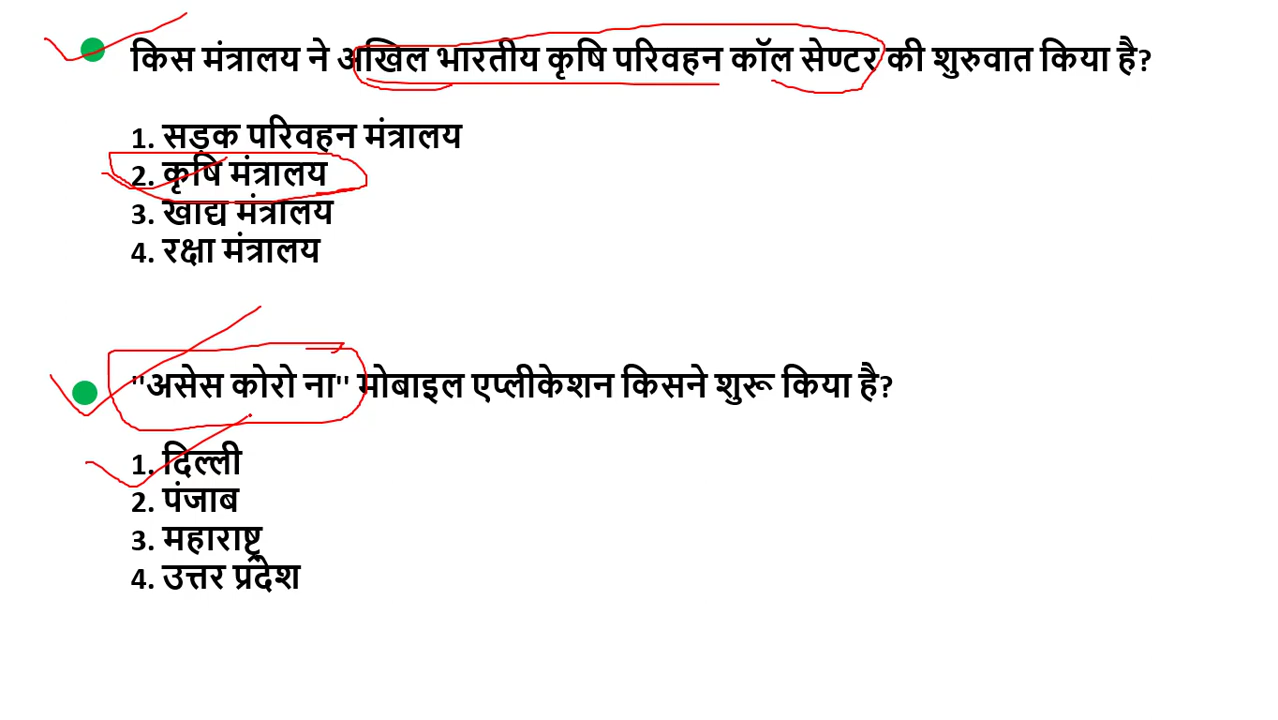 किस मंत्रालय ने अखिल भारतीय कृषि परिवहन कॉल सेण्टर की शुरुवात किया है?
1. सड़क परिवहन मंत्रालय
2. कृषि मंत्रालय
3. खाद्य मंत्रालय
4. रक्षा मंत्रालय
"असेस कोरो ना" मोबाइल एप्लीकेशन किसने शुरू किया है?
1. दिल्ली
2. पंजाब
3. महाराष्ट्र
4. उत्तर प्रदेश